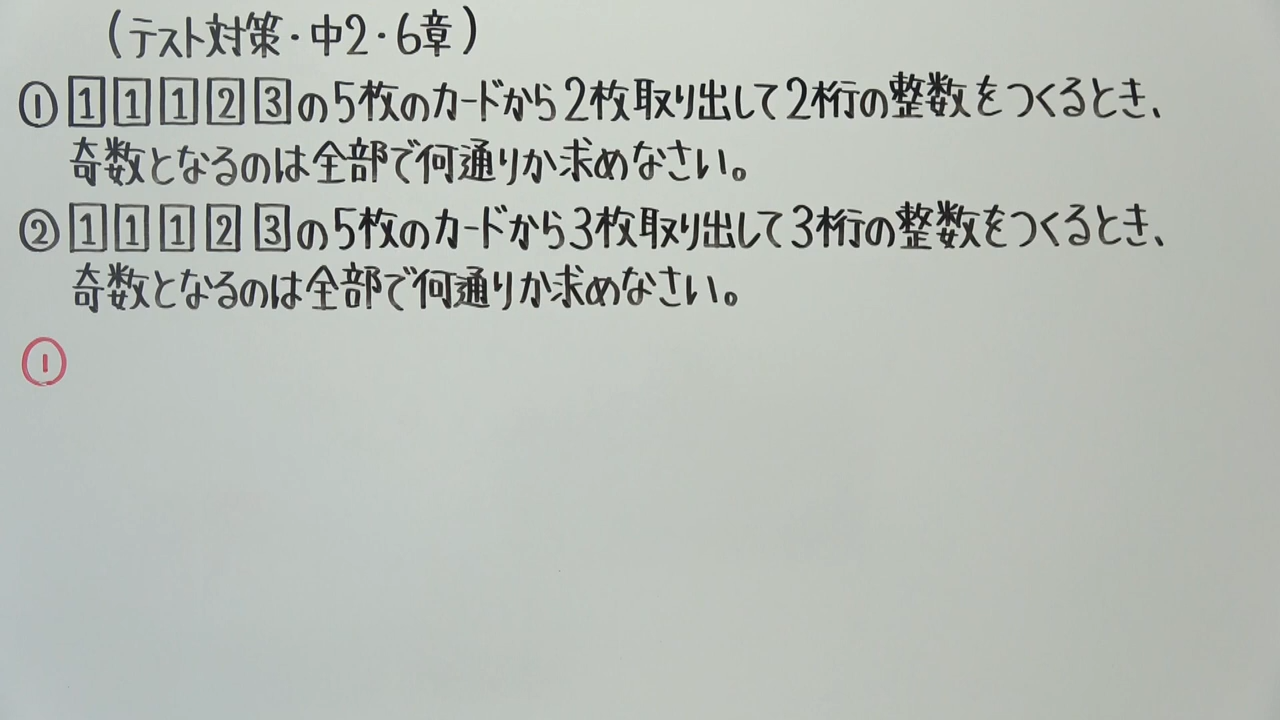 (テスト対策・中2・6章)
① 1 1 1 2 3 の5枚のカードから2枚取り出して2桁の整数をつくるとき、
奇数となるのは全部で何通りか求めなさい。
② 1 1 1 2 3 の5枚のカードから3枚取り出して3桁の整数をつくるとき、
奇数となるのは全部で何通りか求めなさい。
①